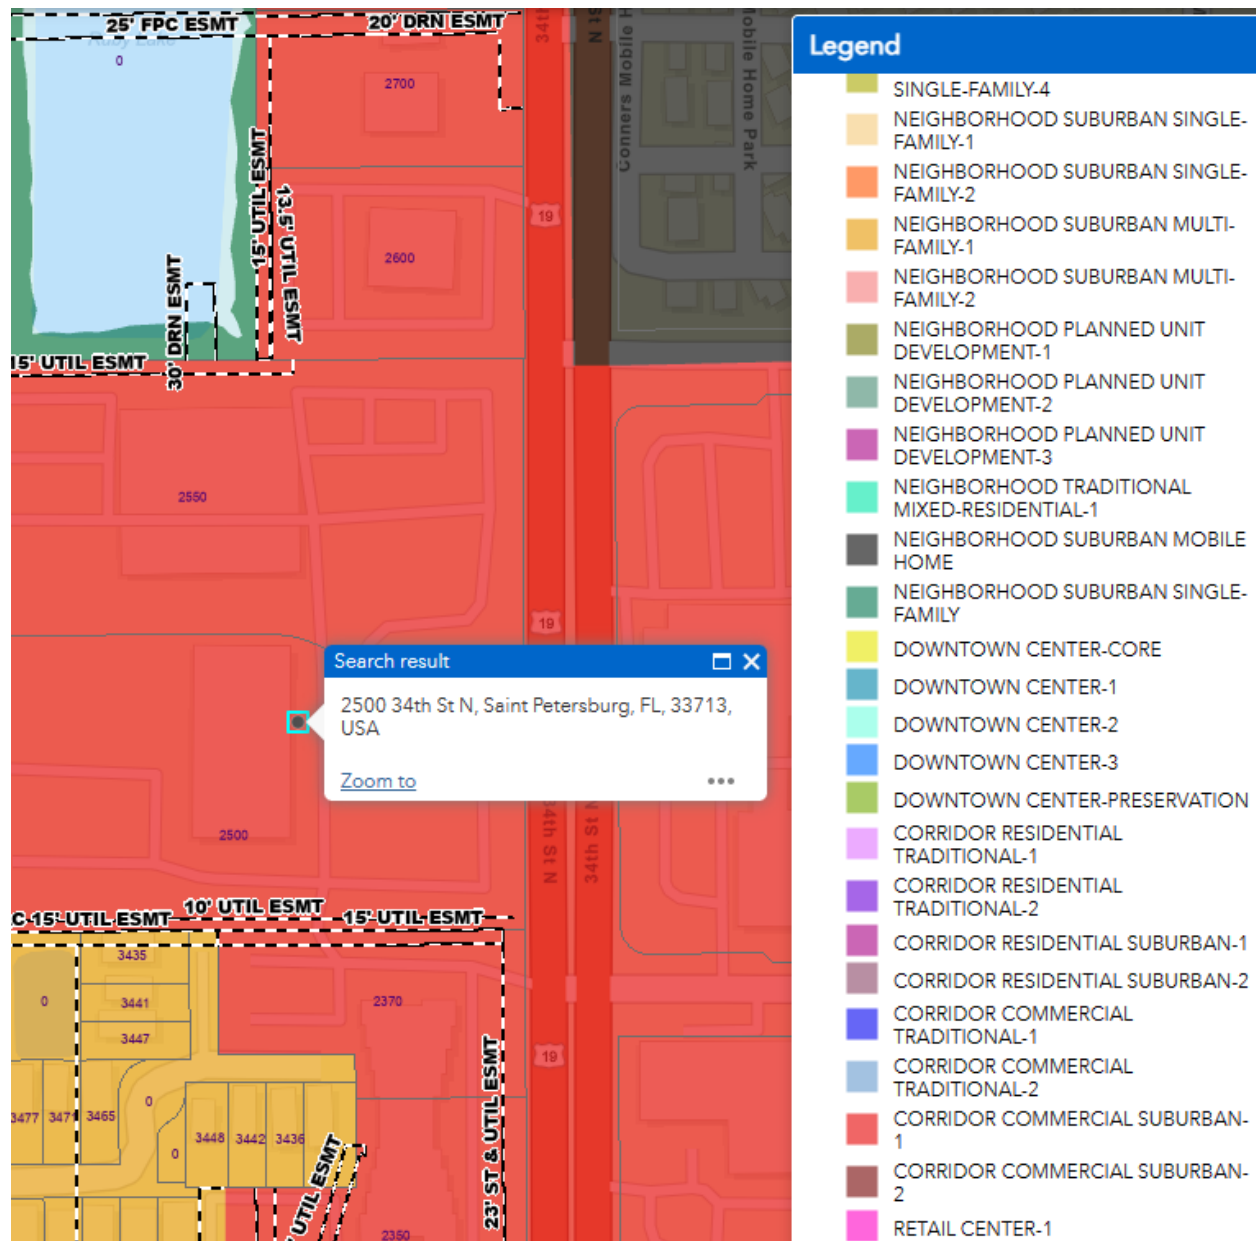 25' FPC ESMT
20' DRN ESMT
Ruby Lake
0
2700
34th
N St
Conners Mobile H
Mobile Home Park
15' UTIL ESMT
13.5' UTIL ESMT
19
2600
30' DRN ESMT
15' UTIL ESMT
2550
19
Search result
2500 34th St N, Saint Petersburg, FL, 33713,
USA
Zoom to
2500
34th St N
34th St N
C 15' UTIL ESMT
10' UTIL ESMT
15' UTIL ESMT
3435
0
3441
3447
2370
19
3477
3471
3465
0
0
3448
3442
3436
UTIL ESMT
23' ST & UTIL ESMT
2350
Legend
SINGLE-FAMILY-4
NEIGHBORHOOD SUBURBAN SINGLE-
FAMILY-1
NEIGHBORHOOD SUBURBAN SINGLE-
FAMILY-2
NEIGHBORHOOD SUBURBAN MULTI-
FAMILY-1
NEIGHBORHOOD SUBURBAN MULTI-
FAMILY-2
NEIGHBORHOOD PLANNED UNIT
DEVELOPMENT-1
NEIGHBORHOOD PLANNED UNIT
DEVELOPMENT-2
NEIGHBORHOOD PLANNED UNIT
DEVELOPMENT-3
NEIGHBORHOOD TRADITIONAL
MIXED-RESIDENTIAL-1
NEIGHBORHOOD SUBURBAN MOBILE
HOME
NEIGHBORHOOD SUBURBAN SINGLE-
FAMILY
DOWNTOWN CENTER-CORE
DOWNTOWN CENTER-1
DOWNTOWN CENTER-2
DOWNTOWN CENTER-3
DOWNTOWN CENTER-PRESERVATION
CORRIDOR RESIDENTIAL
TRADITIONAL-1
CORRIDOR RESIDENTIAL
TRADITIONAL-2
CORRIDOR RESIDENTIAL SUBURBAN-1
CORRIDOR RESIDENTIAL SUBURBAN-2
CORRIDOR COMMERCIAL
TRADITIONAL-1
CORRIDOR COMMERCIAL
TRADITIONAL-2
CORRIDOR COMMERCIAL SUBURBAN-
1
CORRIDOR COMMERCIAL SUBURBAN-
2
RETAIL CENTER-1